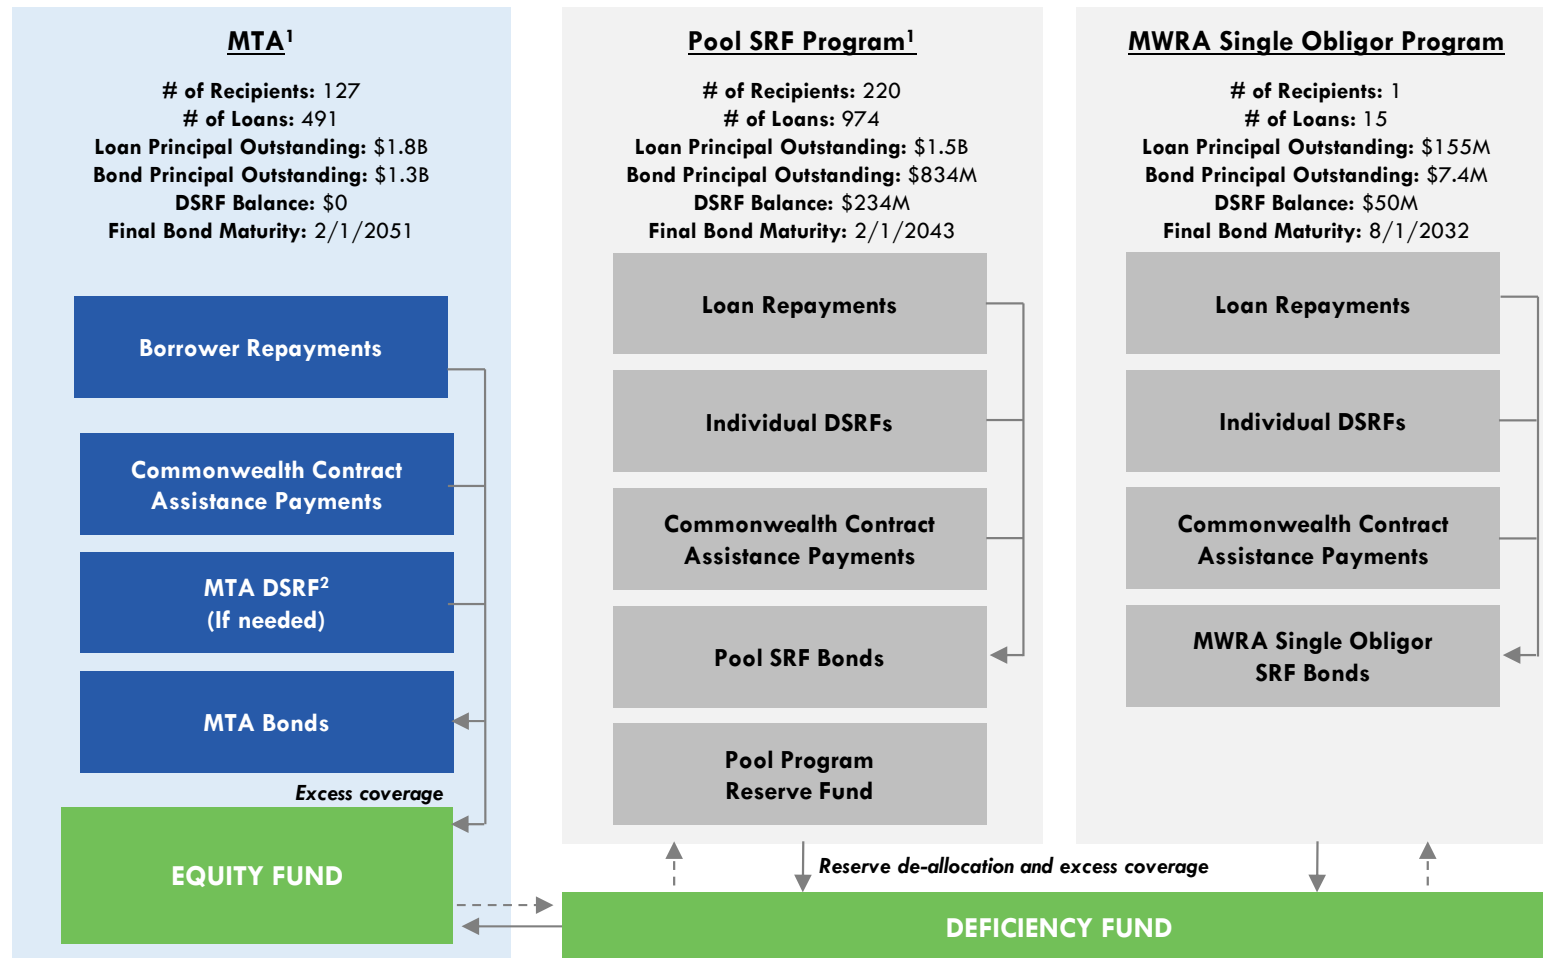 MTA¹
# of Recipients: 127
# of Loans: 491
Loan Principal Outstanding: $1.8B
Bond Principal Outstanding: $1.3B
DSRF Balance: $0
Final Bond Maturity: 2/1/2051
Borrower Repayments
Commonwealth Contract
Assistance Payments
MTA DSRF²
(If needed)
MTA Bonds
Excess coverage
EQUITY FUND
Pool SRF Program¹
# of Recipients: 220
# of Loans: 974
Loan Principal Outstanding: $1.5B
Bond Principal Outstanding: $834M
DSRF Balance: $234M
Final Bond Maturity: 2/1/2043
Loan Repayments
Individual DSRFs
Commonwealth Contract
Assistance Payments
Pool SRF Bonds
Pool Program
Reserve Fund
MWRA Single Obligor Program
# of Recipients: 1
# of Loans: 15
Loan Principal Outstanding: $155M
Bond Principal Outstanding: $7.4M
DSRF Balance: $50M
Final Bond Maturity: 8/1/2032
Loan Repayments
Individual DSRFs
Commonwealth Contract
Assistance Payments
MWRA Single Obligor
SRF Bonds
Reserve de-allocation and excess coverage
DEFICIENCY FUND